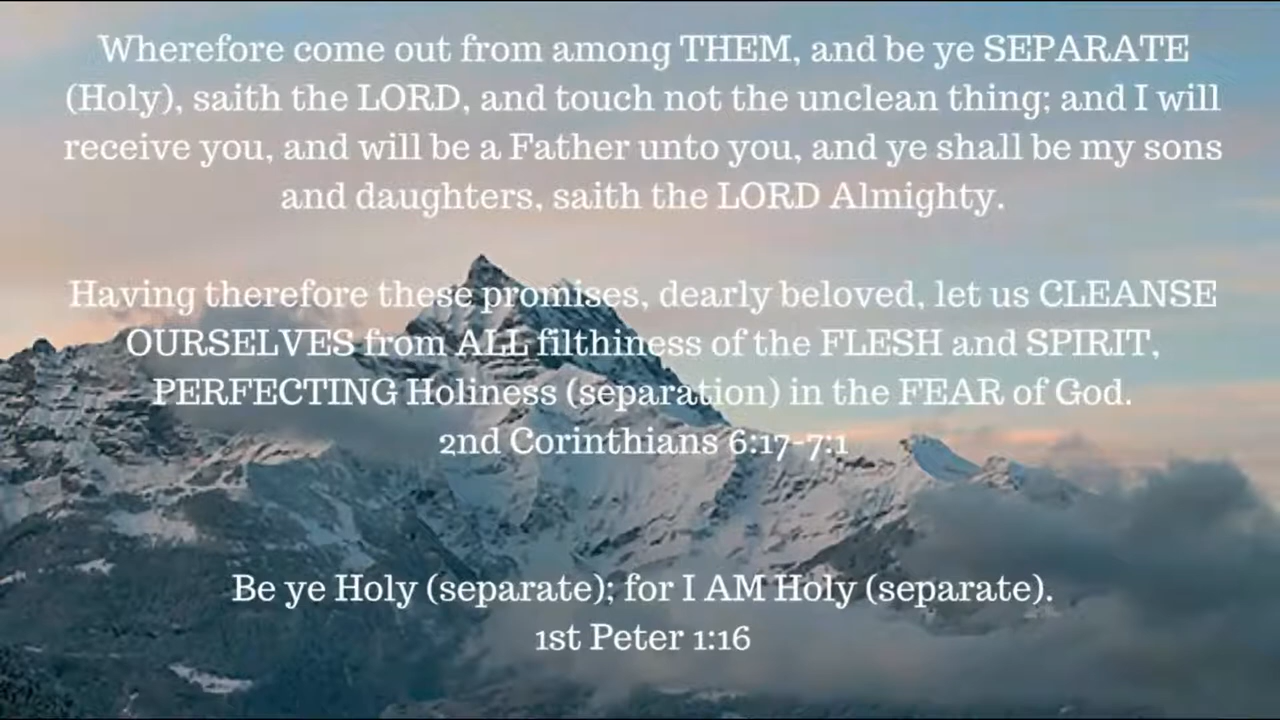 Wherefore come out from among THEM, and be ye SEPARATE
(Holy), saith the LORD, and touch not the unclean thing; and I will
receive you, and will be a Father unto you, and ye shall be my sons
and daughters, saith the LORD Almighty.
Having therefore these promises, dearly beloved, let us CLEANSE
OURSELVES from ALL filthiness of the FLESH and SPIRIT,
PERFECTING Holiness (separation) in the FEAR of God.
2nd Corinthians 6:17-7:1
Be ye Holy (separate); for I AM Holy (separate).
1st Peter 1:16